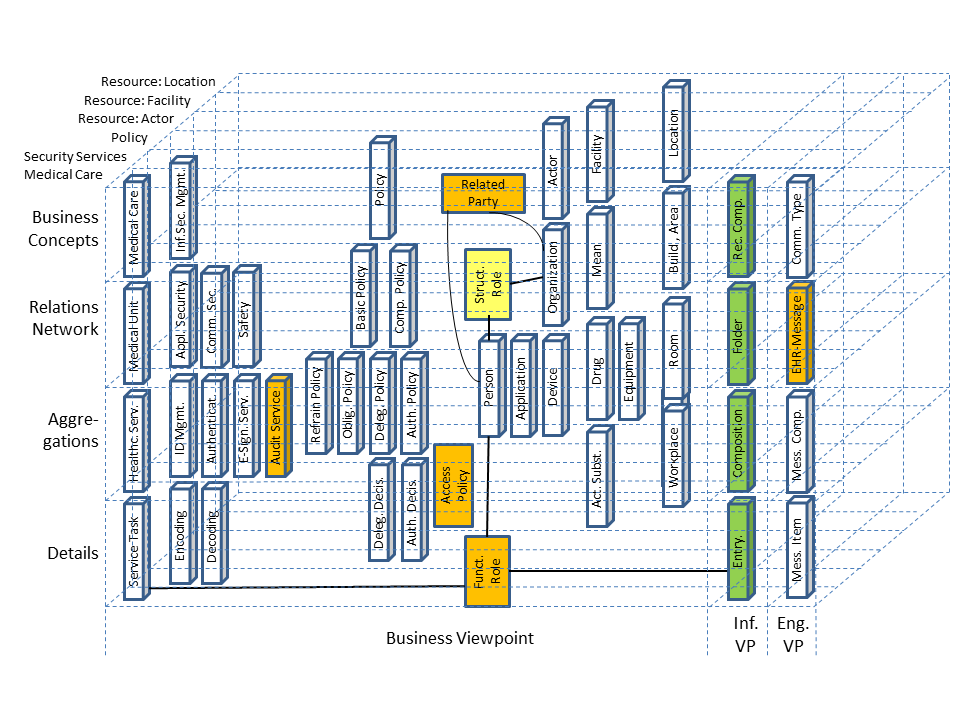 Resource: Location
Resource: Facility
Resource: Actor
Policy
Security Services
Medical Care
Business
Concepts
Relations
Network
Aggre-
gations
Details
Medical Care
Inf.Sec. Mgmt.
Policy
Related
Party
Actor
Facility
Location
Rec. Comp.
Comm. Type
Medical Unit
Appl. Security
Comm. Sec.
Safety
Basic Policy
Comp. Policy
Struct.
Role
Organization
Mean
Build, Area
Folder
EHR-Message
Healthc. Serv.
ID Mgmt.
Authenticat.
E-Sign. Serv.
Audit Service
Refrain Policy
Oblig. Policy
Deleg. Policy
Auth. Policy
Person
Application
Device
Drug
Equipment
Room
Composition
Mess. Comp.
Service Task
Encoding
Decoding
Deleg. Decis.
Auth. Decis.
Access
Policy
Funct.
Role
Act. Subst.
Workplace
Entry.
Mess. Item
Business Viewpoint
Inf.
VP
Eng.
VP